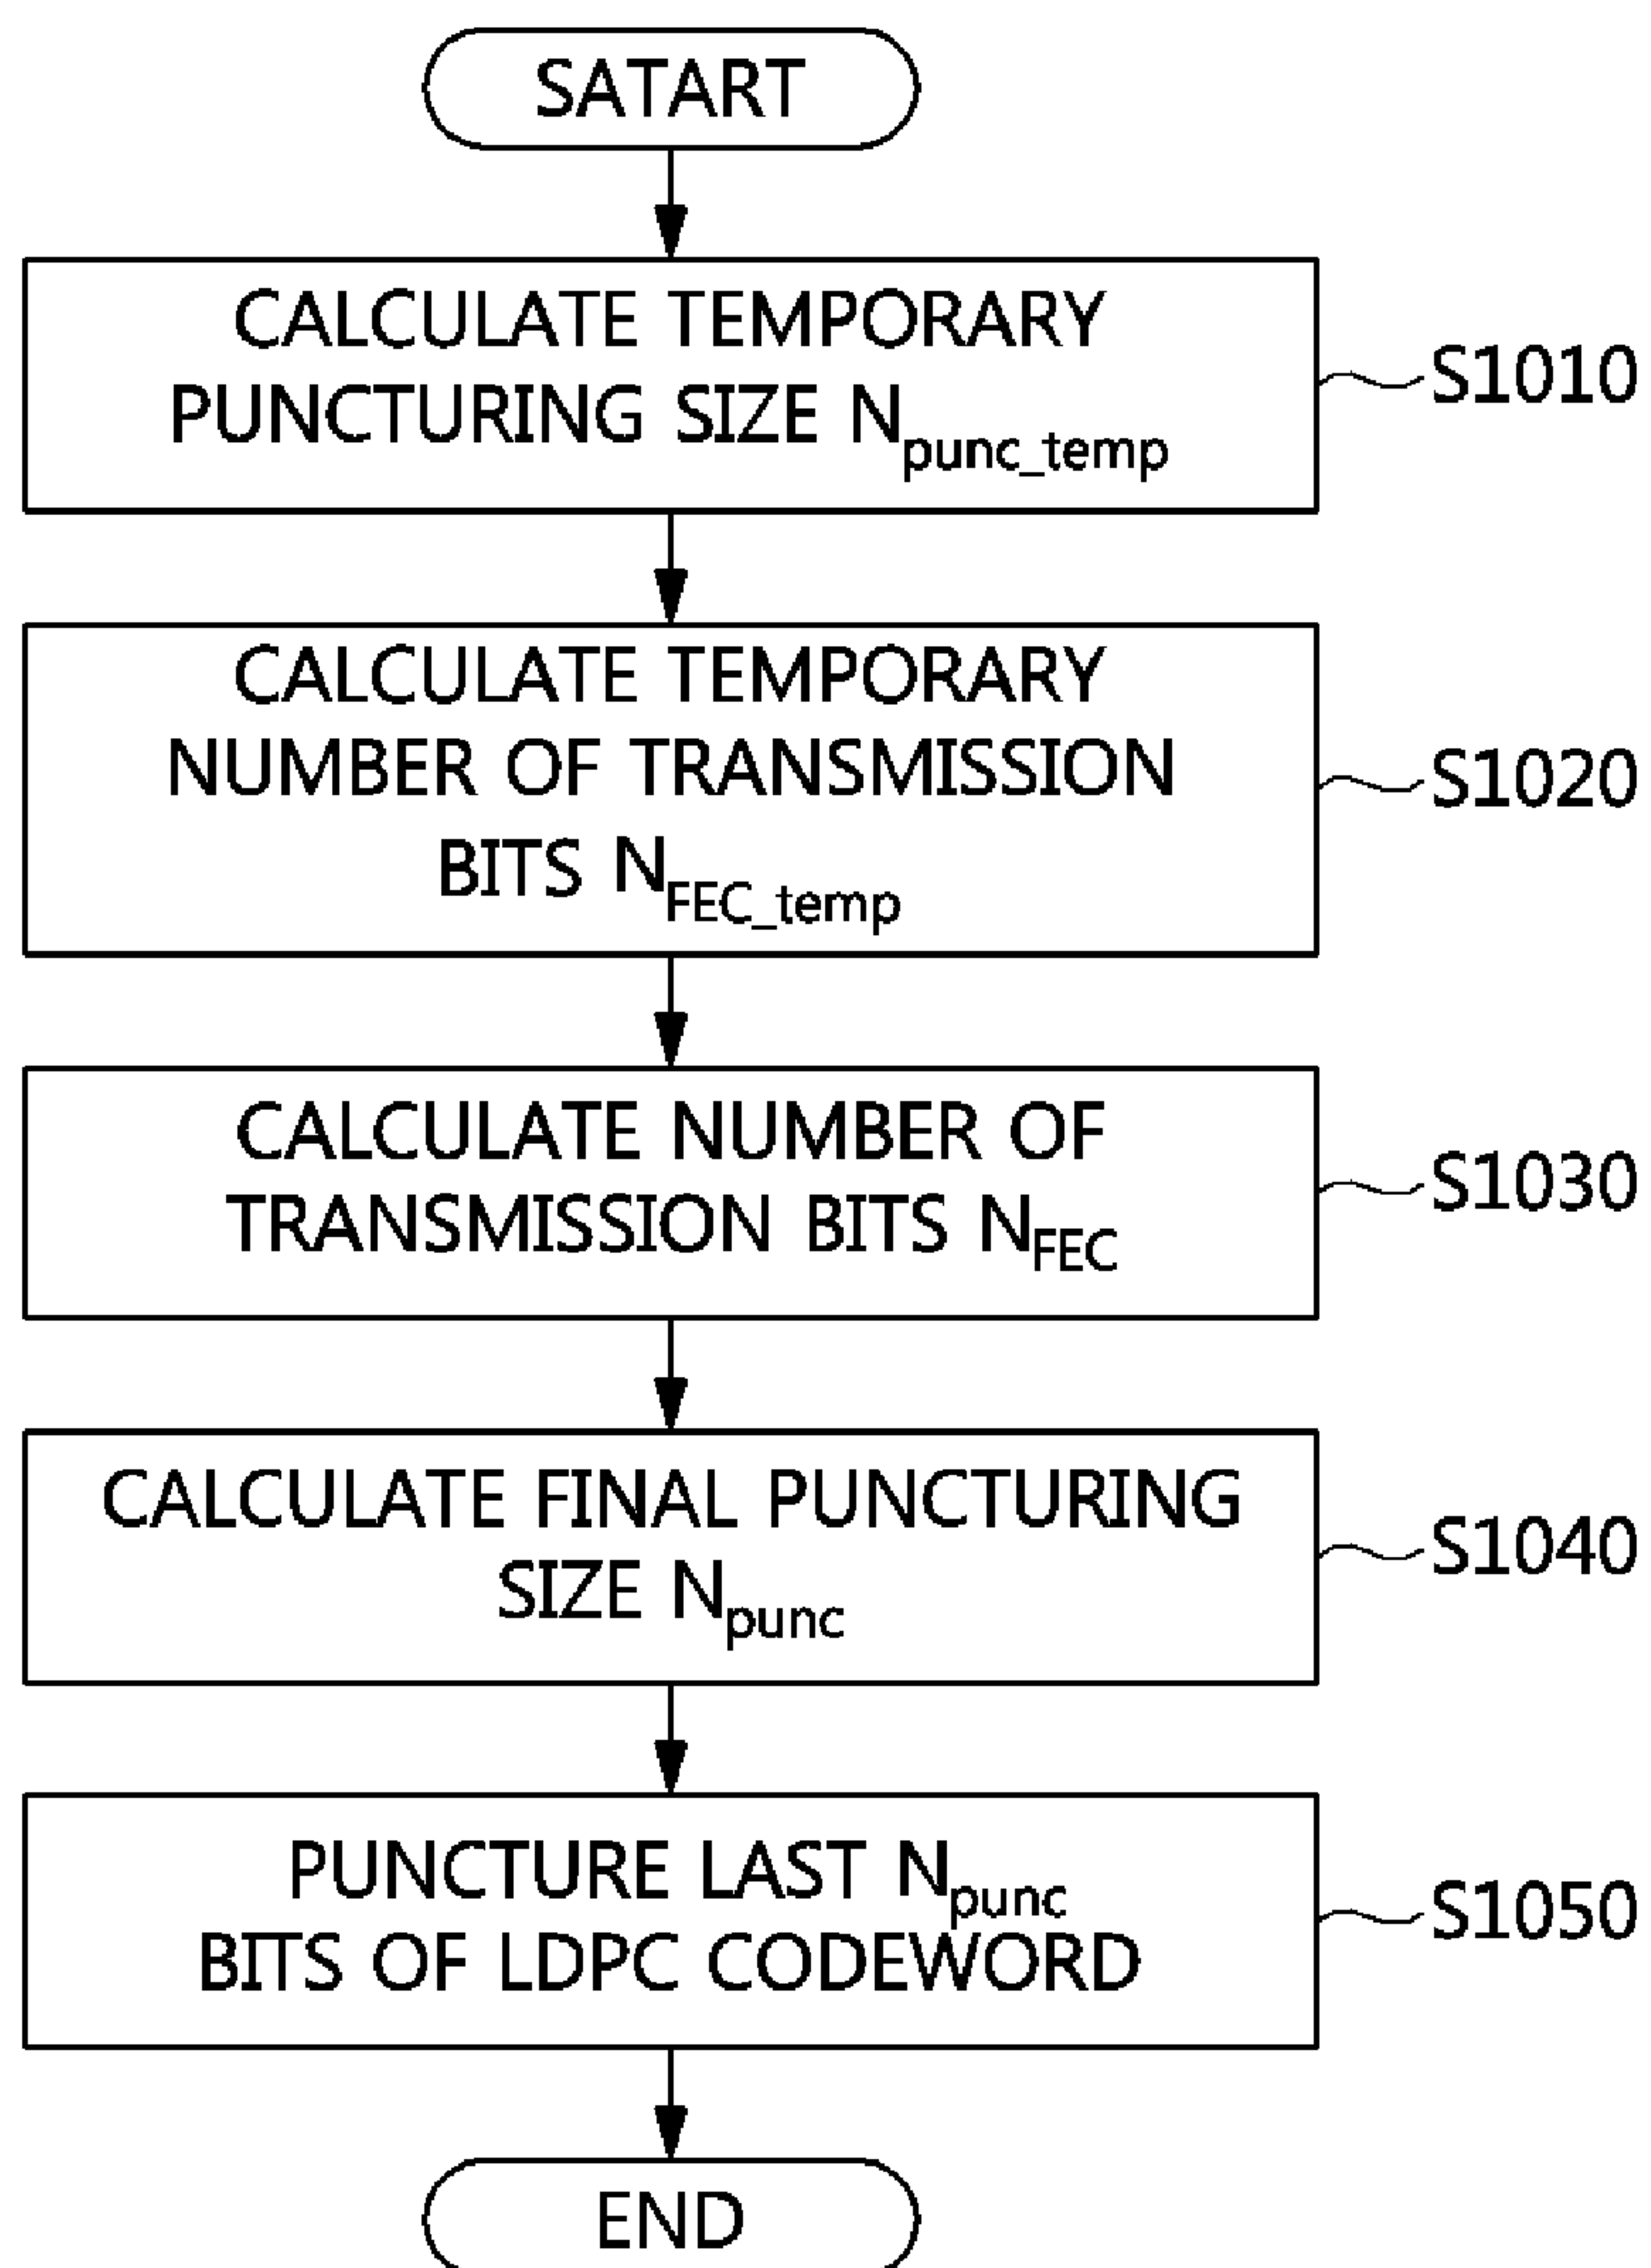 SATART
CALCULATE TEMPORARY
PUNCTURING SIZE Npunc_temp
S1010
CALCULATE TEMPORARY
NUMBER OF TRANSMISSION
BITS NFEC_temp
S1020
CALCULATE NUMBER OF
TRANSMISSION BITS NFEC
S1030
CALCULATE FINAL PUNCTURING
SIZE Npunc
S1040
PUNCTURE LAST Npunc
BITS OF LDPC CODEWORD
S1050
END